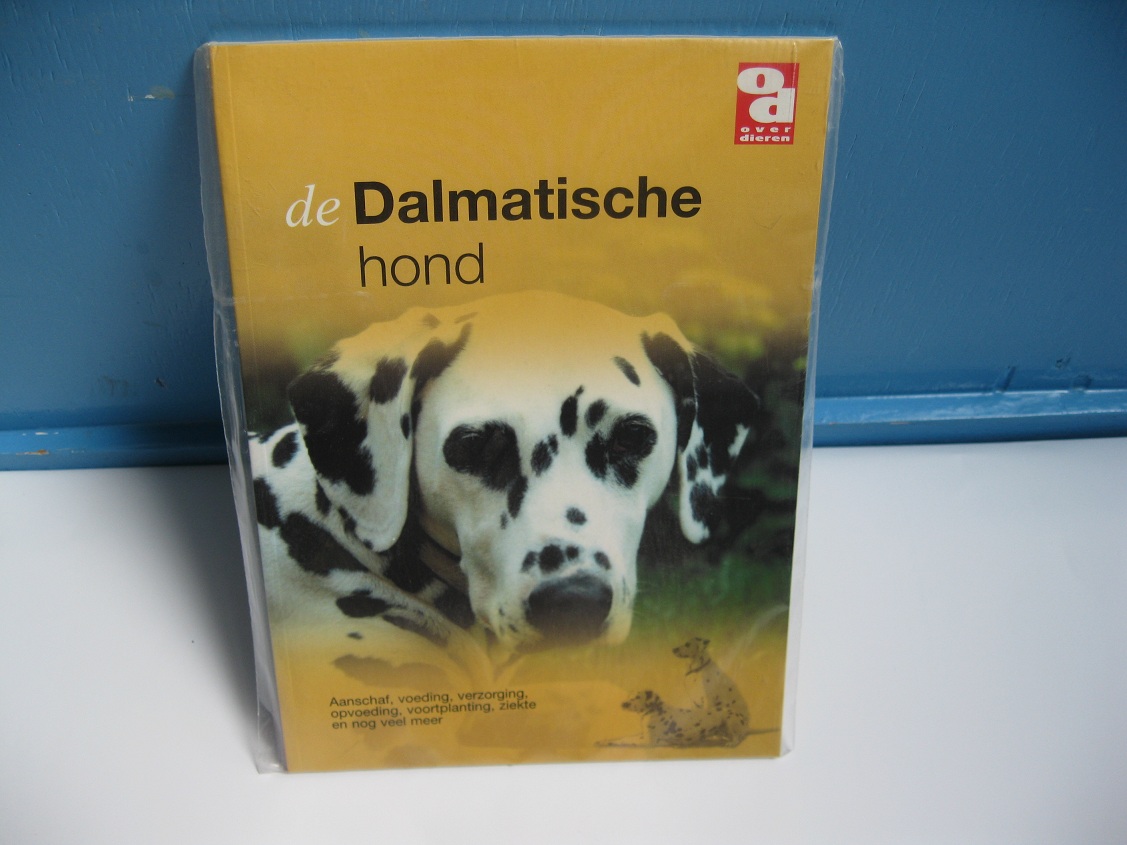 od
over
dieren
de Dalmatische
hond
Aanschaf, voeding, verzorging,
opvoeding, voortplanting, ziekte
en nog veel meer